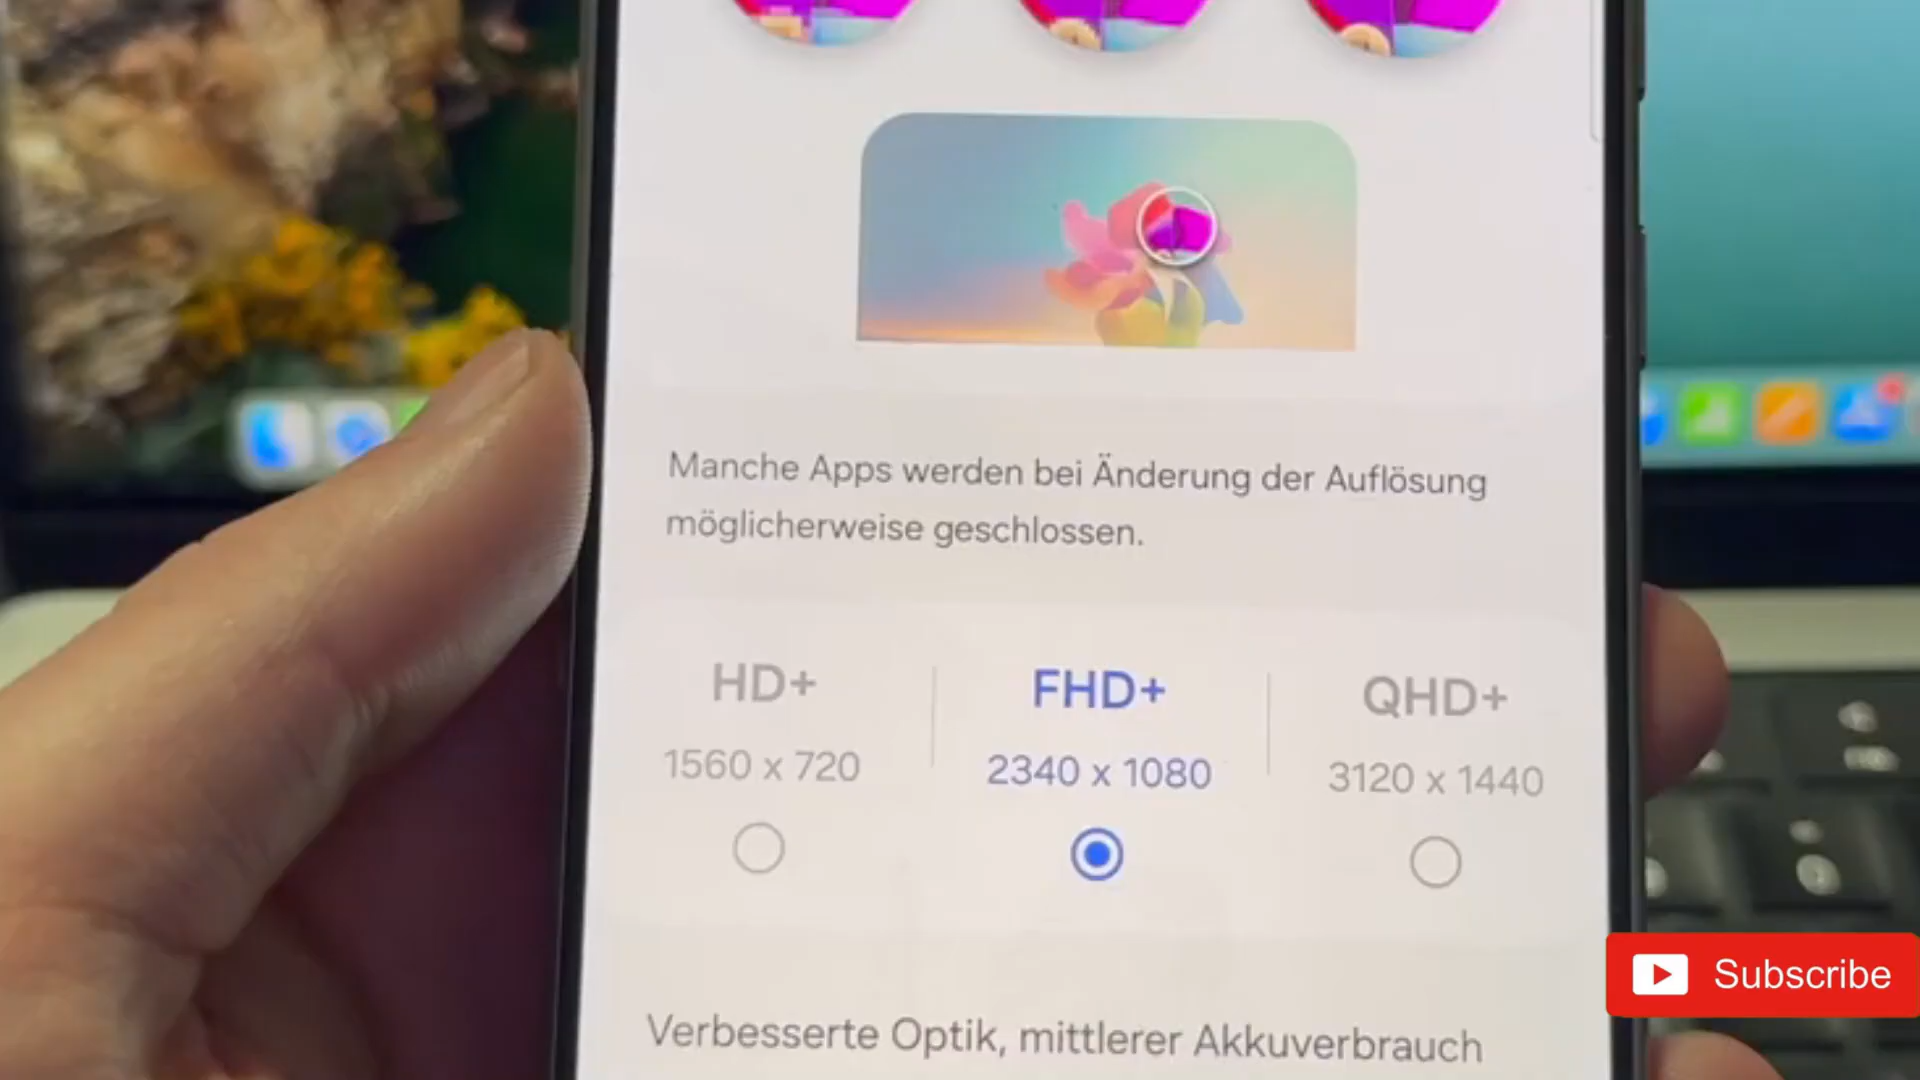 Manche Apps werden bei Änderung der Auflösung
möglicherweise geschlossen.
HD+
FHD+
QHD+
1560 x 720
2340 x 1080
3120 x 1440
Verbesserte Optik, mittlerer Akkuverbrauch
Subscribe